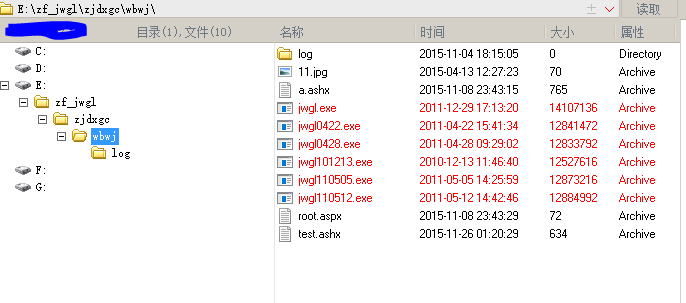 E:\zf_jwgl\zjdxgc\wbwj\ 读取
目录(1),文件(10) 名称 时间 大小 属性
C:
D:
E:
zf_jwgl
zjdxgc
wbwj
log
F:
G:
log 2015-11-04 18:15:05 0 Directory
11.jpg 2015-04-13 12:27:23 70 Archive
a.ashx 2015-11-08 23:43:15 765 Archive
jwgl.exe 2011-12-29 17:13:20 14107136 Archive
jwgl0422.exe 2011-04-22 15:41:34 12841472 Archive
jwgl0428.exe 2011-04-28 09:29:02 12833792 Archive
jwgl101213.exe 2010-12-13 11:46:40 12527616 Archive
jwgl110505.exe 2011-05-05 14:25:59 12873216 Archive
jwgl110512.exe 2011-05-12 14:42:46 12884992 Archive
root.aspx 2015-11-08 23:43:29 72 Archive
test.ashx 2015-11-26 01:20:29 634 Archive